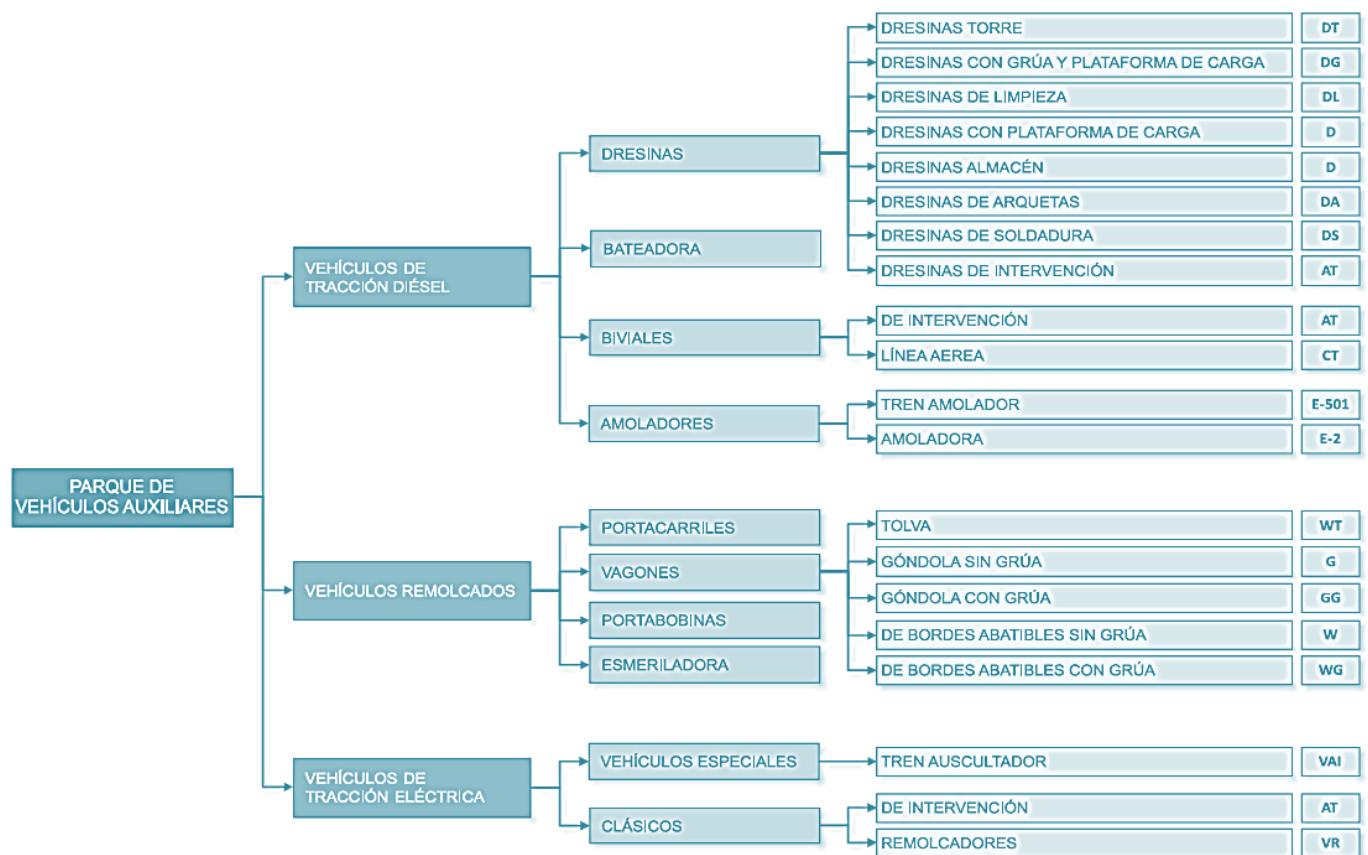 DRESINAS TORRE DT
DRESINAS CON GRÚA Y PLATAFORMA DE CARGA DG
DRESINAS DE LIMPIEZA DL
DRESINAS CON PLATAFORMA DE CARGA D
DRESINAS
DRESINAS ALMACÉN D
DRESINAS DE ARQUETAS DA
DRESINAS DE SOLDADURA DS
BATEADORA
DRESINAS DE INTERVENCIÓN AT
VEHÍCULOS DE
TRACCIÓN DIÉSEL
DE INTERVENCIÓN AT
BIVIALES
LÍNEA AEREA CT
TREN AMOLADOR E-501
AMOLADORES
AMOLADORA E-2
PARQUE DE
VEHÍCULOS AUXILIARES
PORTACARRILES
TOLVA WT
VAGONES
GÓNDOLA SIN GRÚA G
VEHÍCULOS REMOLCADOS
GÓNDOLA CON GRÚA GG
PORTABOBINAS
DE BORDES ABATIBLES SIN GRÚA W
ESMERILADORA
DE BORDES ABATIBLES CON GRÚA WG
VEHÍCULOS ESPECIALES
TREN AUSCULTADOR VAI
VEHÍCULOS DE
TRACCIÓN ELÉCTRICA
DE INTERVENCIÓN AT
CLÁSICOS
REMOLCADORES VR